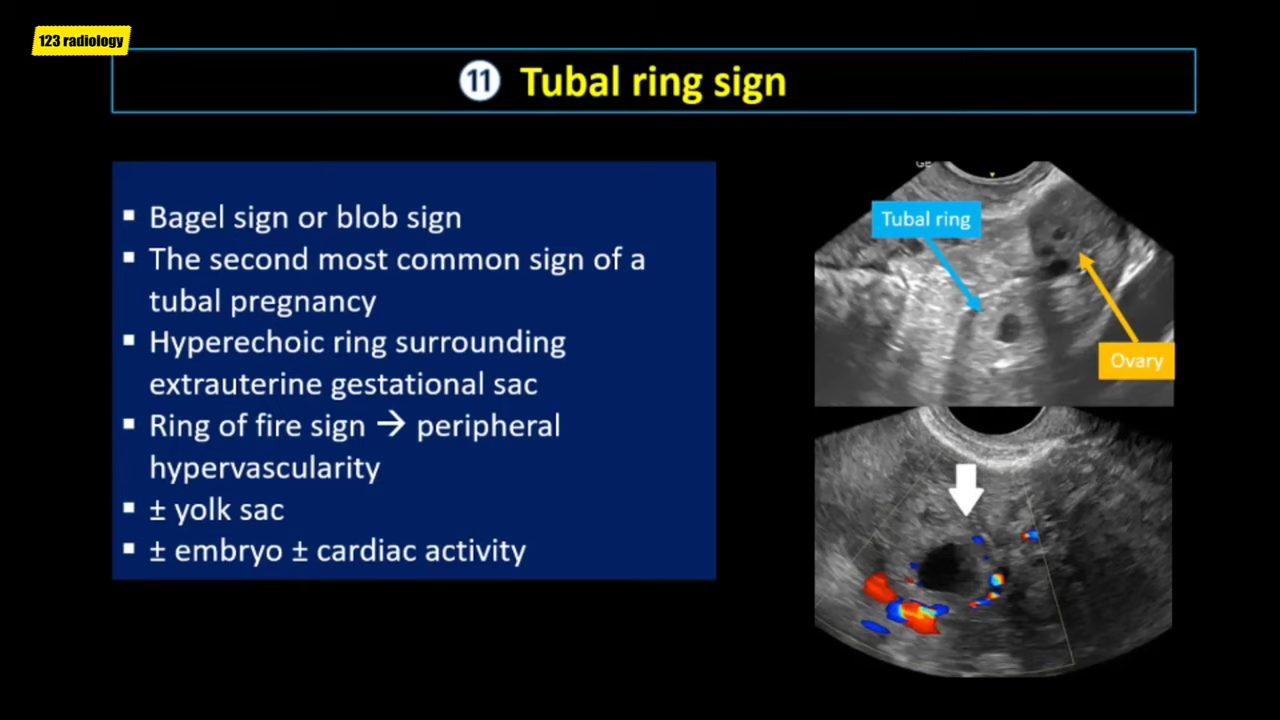 123 radiology
11 Tubal ring sign
▪ Bagel sign or blob sign
▪ The second most common sign of a
tubal pregnancy
▪ Hyperechoic ring surrounding
extrauterine gestational sac
▪ Ring of fire sign → peripheral
hypervascularity
▪ ± yolk sac
▪ ± embryo ± cardiac activity
Tubal ring
Ovary